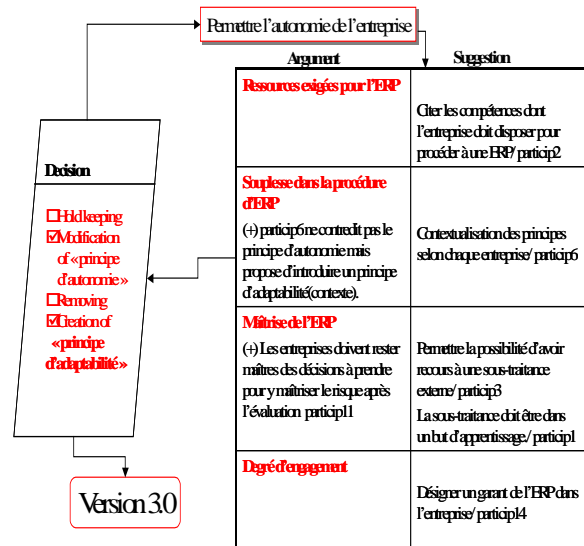 Permettre l'autonomie de l'entreprise
Argument
Suggestion
Ressources exigées pour l'ERP
Citer les compétences dont
l'entreprise doit disposer pour
procéder à une ERP/particip2
Souplesse dans la procédure
d'ERP
(+) particip6 ne contredit pas le
principe d'autonomie mais
propose d'introduire un principe
d'adaptabilité (contexte).
Contextualisation des principes
selon chaque entreprise/particip6
Maîtrise de l'ERP
(+) Les entreprises doivent rester
maîtres des décisions à prendre
pour y maîtriser le risque après
l'évaluation particip11
Permettre la possibilité d'avoir
recours à une sous-traitance
externe/particip3
La sous-traitance doit être dans
un but d'apprentissage./particip1
Degré d'engagement
Désigner un garant de l'ERP dans
l'entreprise/particip14
Decision
☐ Hold keeping
☑ Modification
of « principe
d'autonomie »
☐ Removing
☑ Creation of
« principe
d'adaptabilité »
Version 3.0